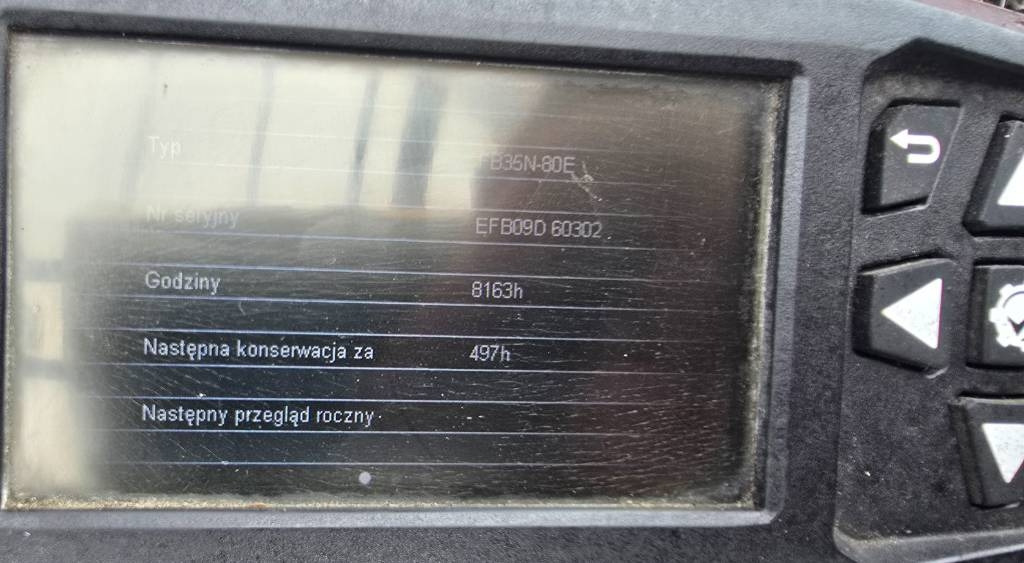 Typ FB35N-80E
Nr seryjny EFB09D 60302
Godziny 8163h
Następna konserwacja za 497h
Następny przegląd roczny